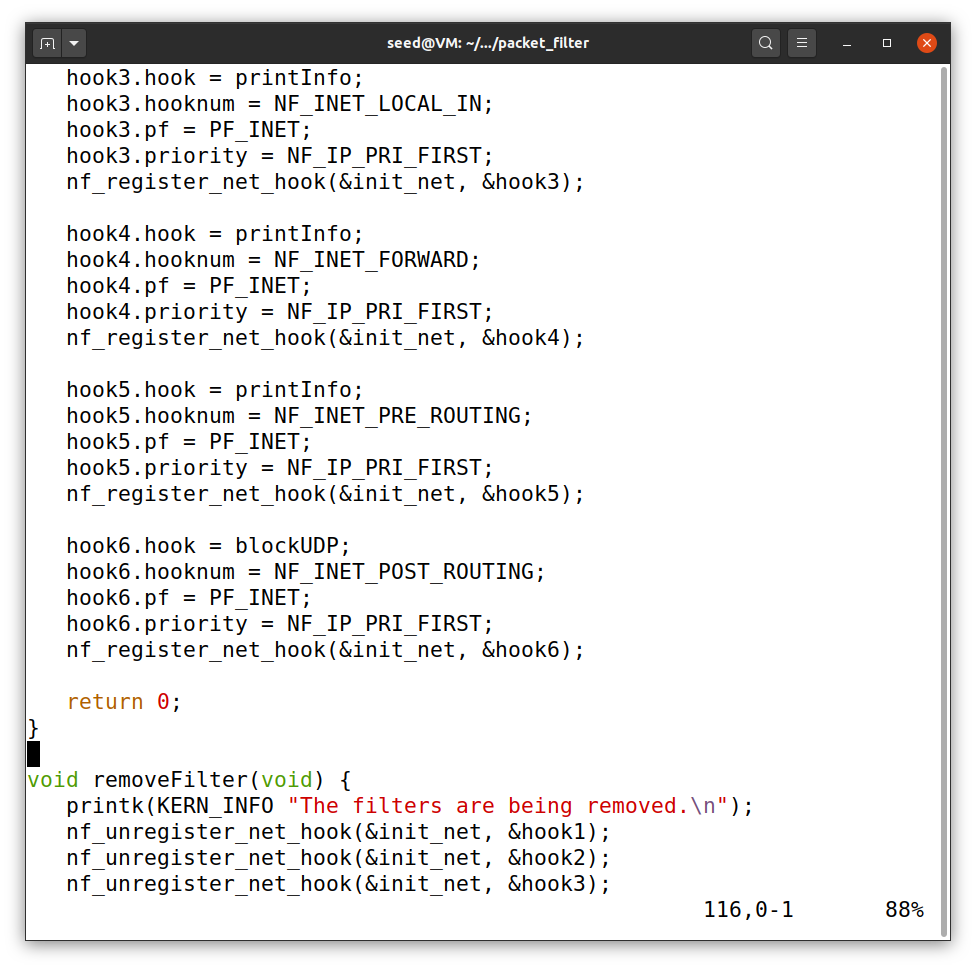 seed@VM: ~/.../packet_filter
   hook3.hook = printInfo;
   hook3.hooknum = NF_INET_LOCAL_IN;
   hook3.pf = PF_INET;
   hook3.priority = NF_IP_PRI_FIRST;
   nf_register_net_hook(&init_net, &hook3);

   hook4.hook = printInfo;
   hook4.hooknum = NF_INET_FORWARD;
   hook4.pf = PF_INET;
   hook4.priority = NF_IP_PRI_FIRST;
   nf_register_net_hook(&init_net, &hook4);

   hook5.hook = printInfo;
   hook5.hooknum = NF_INET_PRE_ROUTING;
   hook5.pf = PF_INET;
   hook5.priority = NF_IP_PRI_FIRST;
   nf_register_net_hook(&init_net, &hook5);

   hook6.hook = blockUDP;
   hook6.hooknum = NF_INET_POST_ROUTING;
   hook6.pf = PF_INET;
   hook6.priority = NF_IP_PRI_FIRST;
   nf_register_net_hook(&init_net, &hook6);

   return 0;
}

void removeFilter(void) {
   printk(KERN_INFO "The filters are being removed.\n");
   nf_unregister_net_hook(&init_net, &hook1);
   nf_unregister_net_hook(&init_net, &hook2);
   nf_unregister_net_hook(&init_net, &hook3);
116,0-1 88%